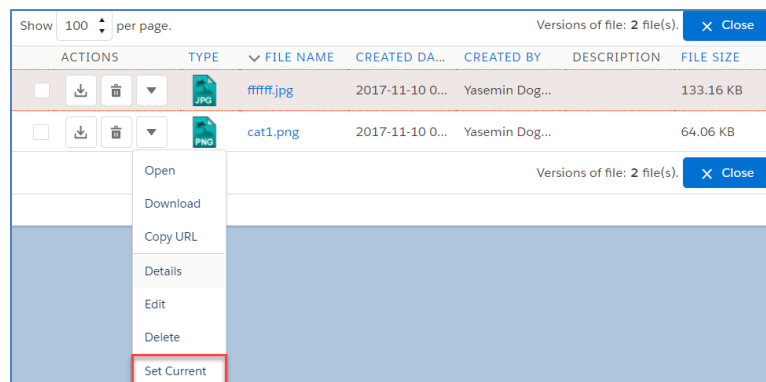 Show 100 per page. Versions of file: 2 file(s). Close
ACTIONS TYPE FILE NAME CREATED DA... CREATED BY DESCRIPTION FILE SIZE
JPG ffffff.jpg 2017-11-10 0... Yasemin Dog... 133.16 KB
PNG cat1.png 2017-11-10 0... Yasemin Dog... 64.06 KB
Versions of file: 2 file(s). Close
Open
Download
Copy URL
Details
Edit
Delete
Set Current